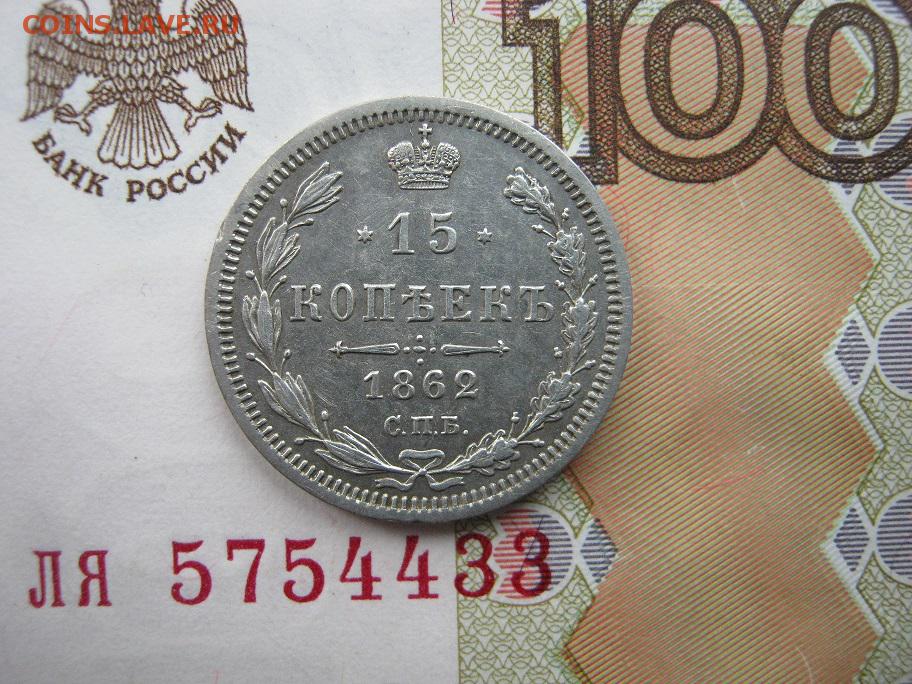 COINS.LAVE.RU
БАНК РОССИИ
100
15
КОПѢЕКЪ
1862
С.П.Б.
ля 5754433